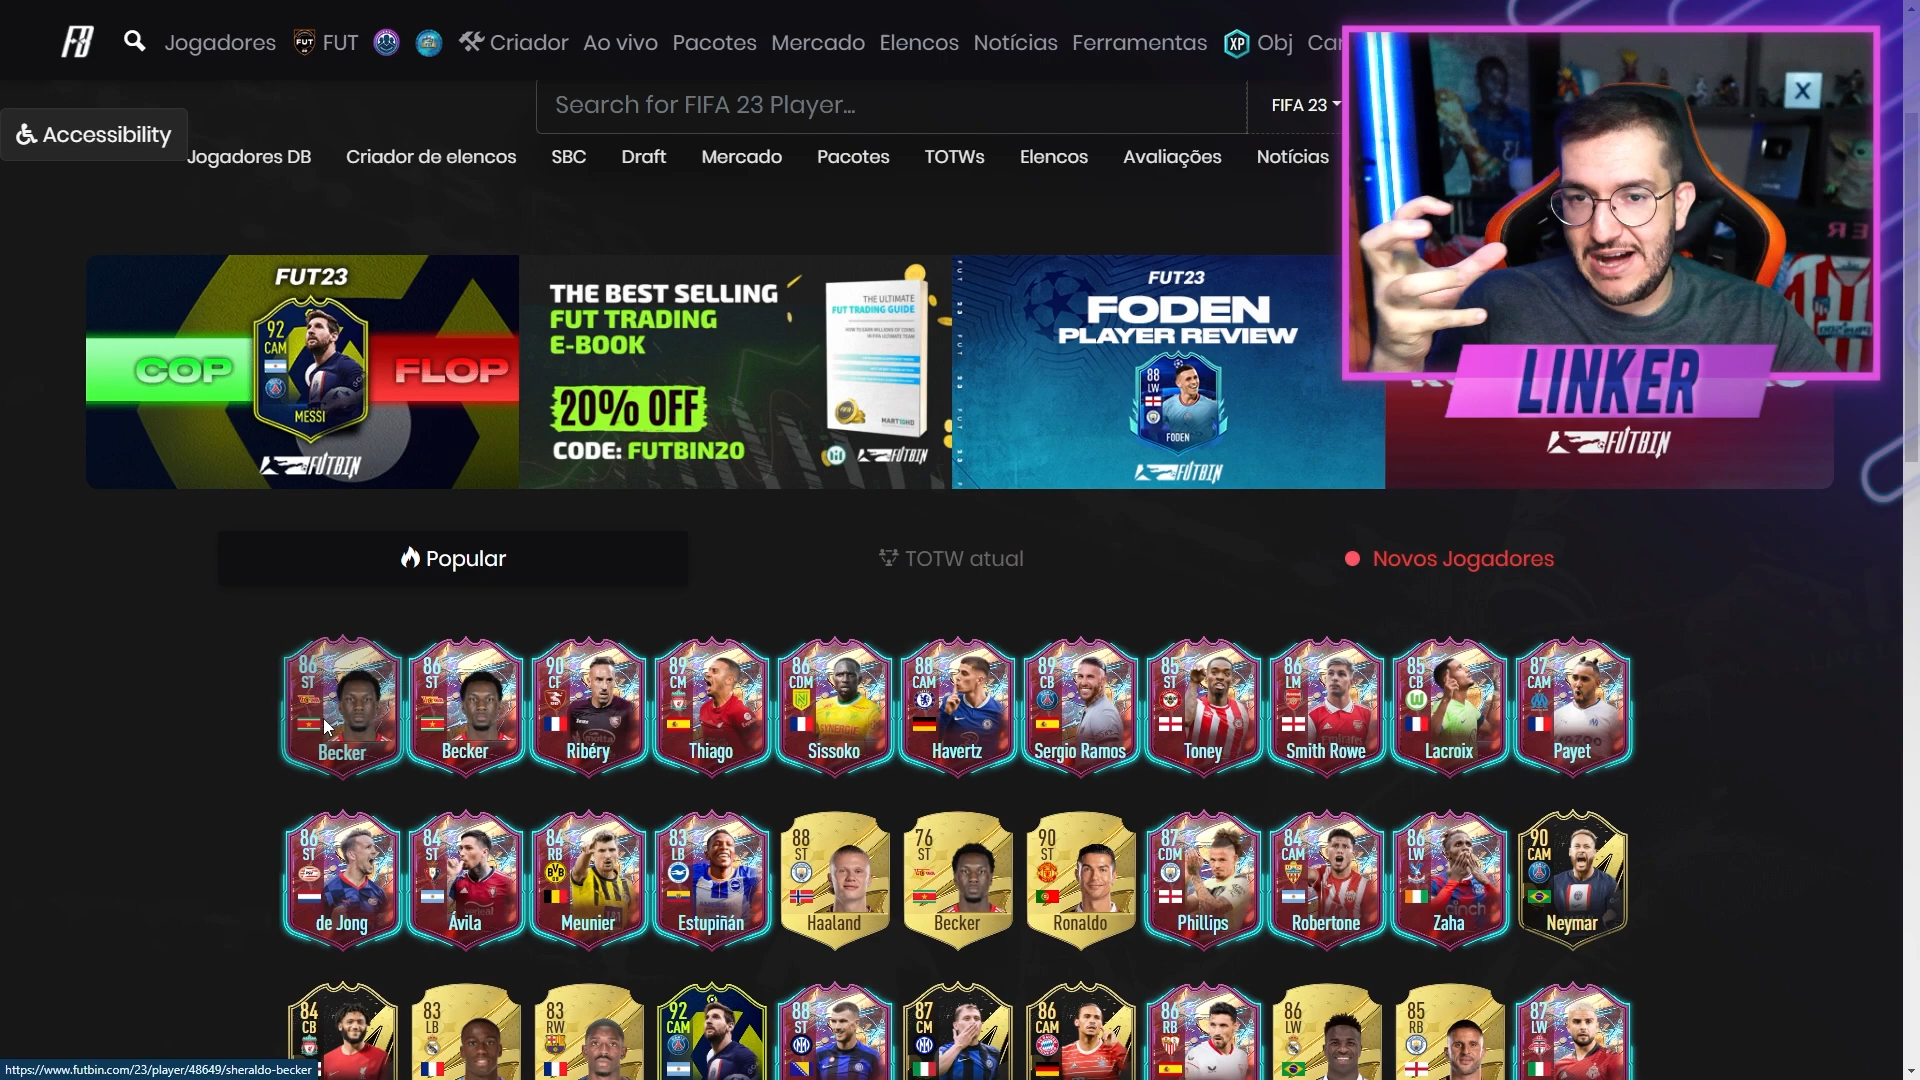 Jogadores FUT Criador Ao vivo Pacotes Mercado Elencos Notícias Ferramentas XP Obj Car
Search for FIFA 23 Player... FIFA 23
Accessibility
Jogadores DB Criador de elencos SBC Draft Mercado Pacotes TOTWs Elencos Avaliações Notícias
X
FUT23
92
CAM
MESSI
COP
FLOP
FUTBIN
THE BEST SELLING
FUT TRADING
E-BOOK
20% OFF
CODE: FUTBIN20
THE ULTIMATE
FUT TRADING GUIDE
FUTBIN
FUT23
FODEN
PLAYER REVIEW
88
LW
FODEN
FUTBIN
LINKER
FUTBIN
Popular TOTW atual Novos Jogadores
86 86 90 89 86 88 89 85 86 85 87
ST ST CF CM CDM CAM CB ST LM CB CAM
Becker Becker Ribéry Thiago Sissoko Havertz Sergio Ramos Toney Smith Rowe Lacroix Payet
86 84 84 83 88 76 90 87 84 86 90
ST ST RB LB ST ST ST CDM CAM LW CAM
de Jong Ávila Meunier Estupiñán Haaland Becker Ronaldo Phillips Robertone Zaha Neymar
84 83 83 92 88 87 86 86 86 85 87
CB LB RW CAM ST CM CAM RB LW RB LW
https://www.futbin.com/23/player/48649/sheraldo-becker